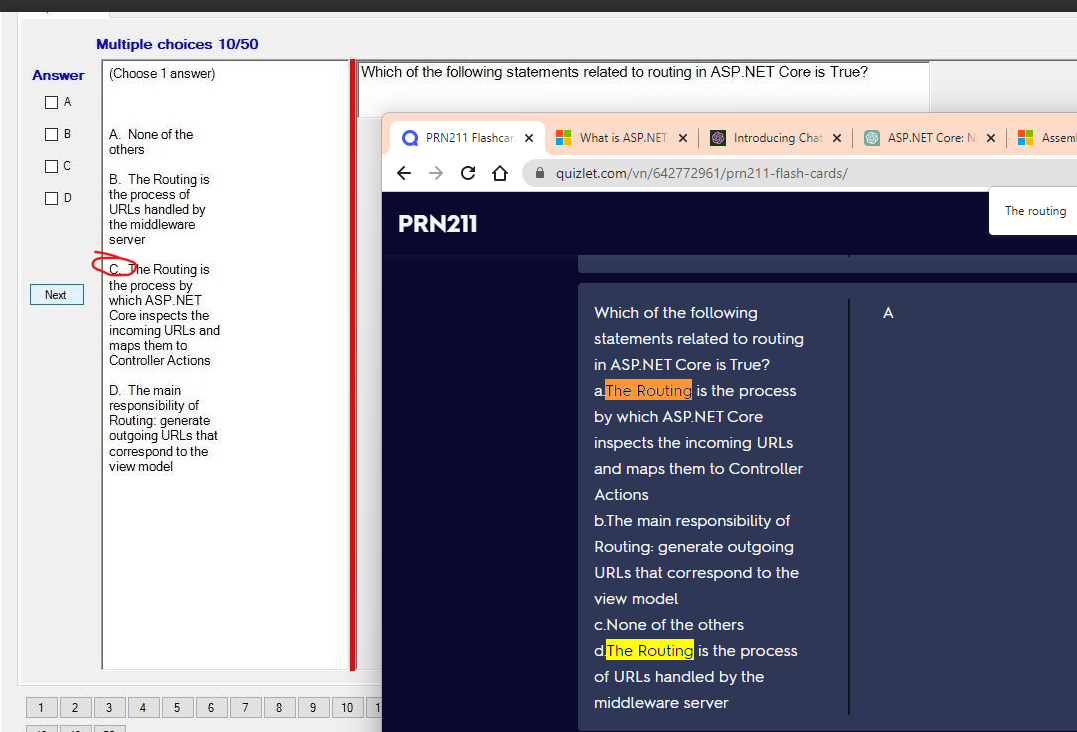 Multiple choices 10/50
Answer
A
B
C
D
Next
(Choose 1 answer)
A. None of the
others
B. The Routing is
the process of
URLs handled by
the middleware
server
C. The Routing is
the process by
which ASP.NET
Core inspects the
incoming URLs and
maps them to
Controller Actions
D. The main
responsibility of
Routing: generate
outgoing URLs that
correspond to the
view model
Which of the following statements related to routing in ASP.NET Core is True?
PRN211 Flashcar
What is ASP.NET
Introducing Chat
ASP.NET Core: N
Assem
quizlet.com/vn/642772961/prn211-flash-cards/
The routing
PRN211
Which of the following
statements related to routing
in ASP.NET Core is True?
a.The Routing is the process
by which ASP.NET Core
inspects the incoming URLs
and maps them to Controller
Actions
b.The main responsibility of
Routing: generate outgoing
URLs that correspond to the
view model
c.None of the others
d.The Routing is the process
of URLs handled by the
middleware server
A
1 2 3 4 5 6 7 8 9 10 1